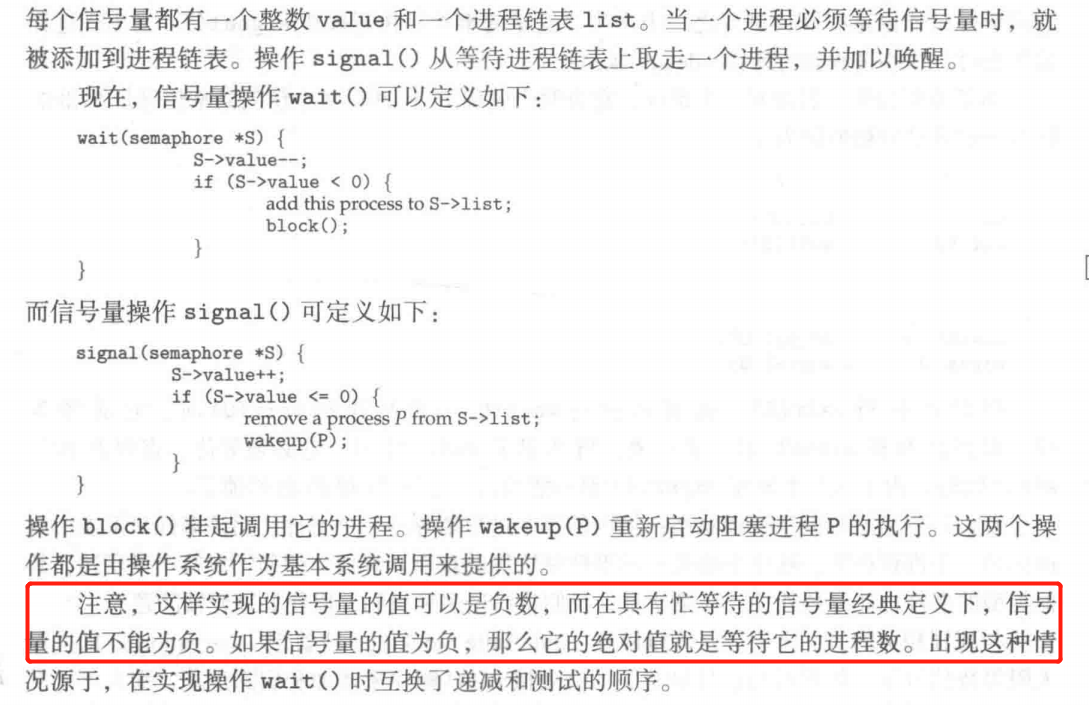 每个信号量都有一个整数 value 和一个进程链表 list。当一个进程必须等待信号量时，就
被添加到进程链表。操作 signal() 从等待进程链表上取走一个进程，并加以唤醒。
现在，信号量操作 wait() 可以定义如下：
wait(semaphore *S) {
S->value--;
if (S->value < 0) {
add this process to S->list;
block();
}
}
而信号量操作 signal() 可定义如下：
signal(semaphore *S) {
S->value++;
if (S->value <= 0) {
remove a process P from S->list;
wakeup(P);
}
}
操作 block() 挂起调用它的进程。操作 wakeup(P) 重新启动阻塞进程 P 的执行。这两个操
作都是由操作系统作为基本系统调用来提供的。
注意，这样实现的信号量的值可以是负数，而在具有忙等待的信号量经典定义下，信号
量的值不能为负。如果信号量的值为负，那么它的绝对值就是等待它的进程数。出现这种情
况源于，在实现操作 wait() 时互换了递减和测试的顺序。